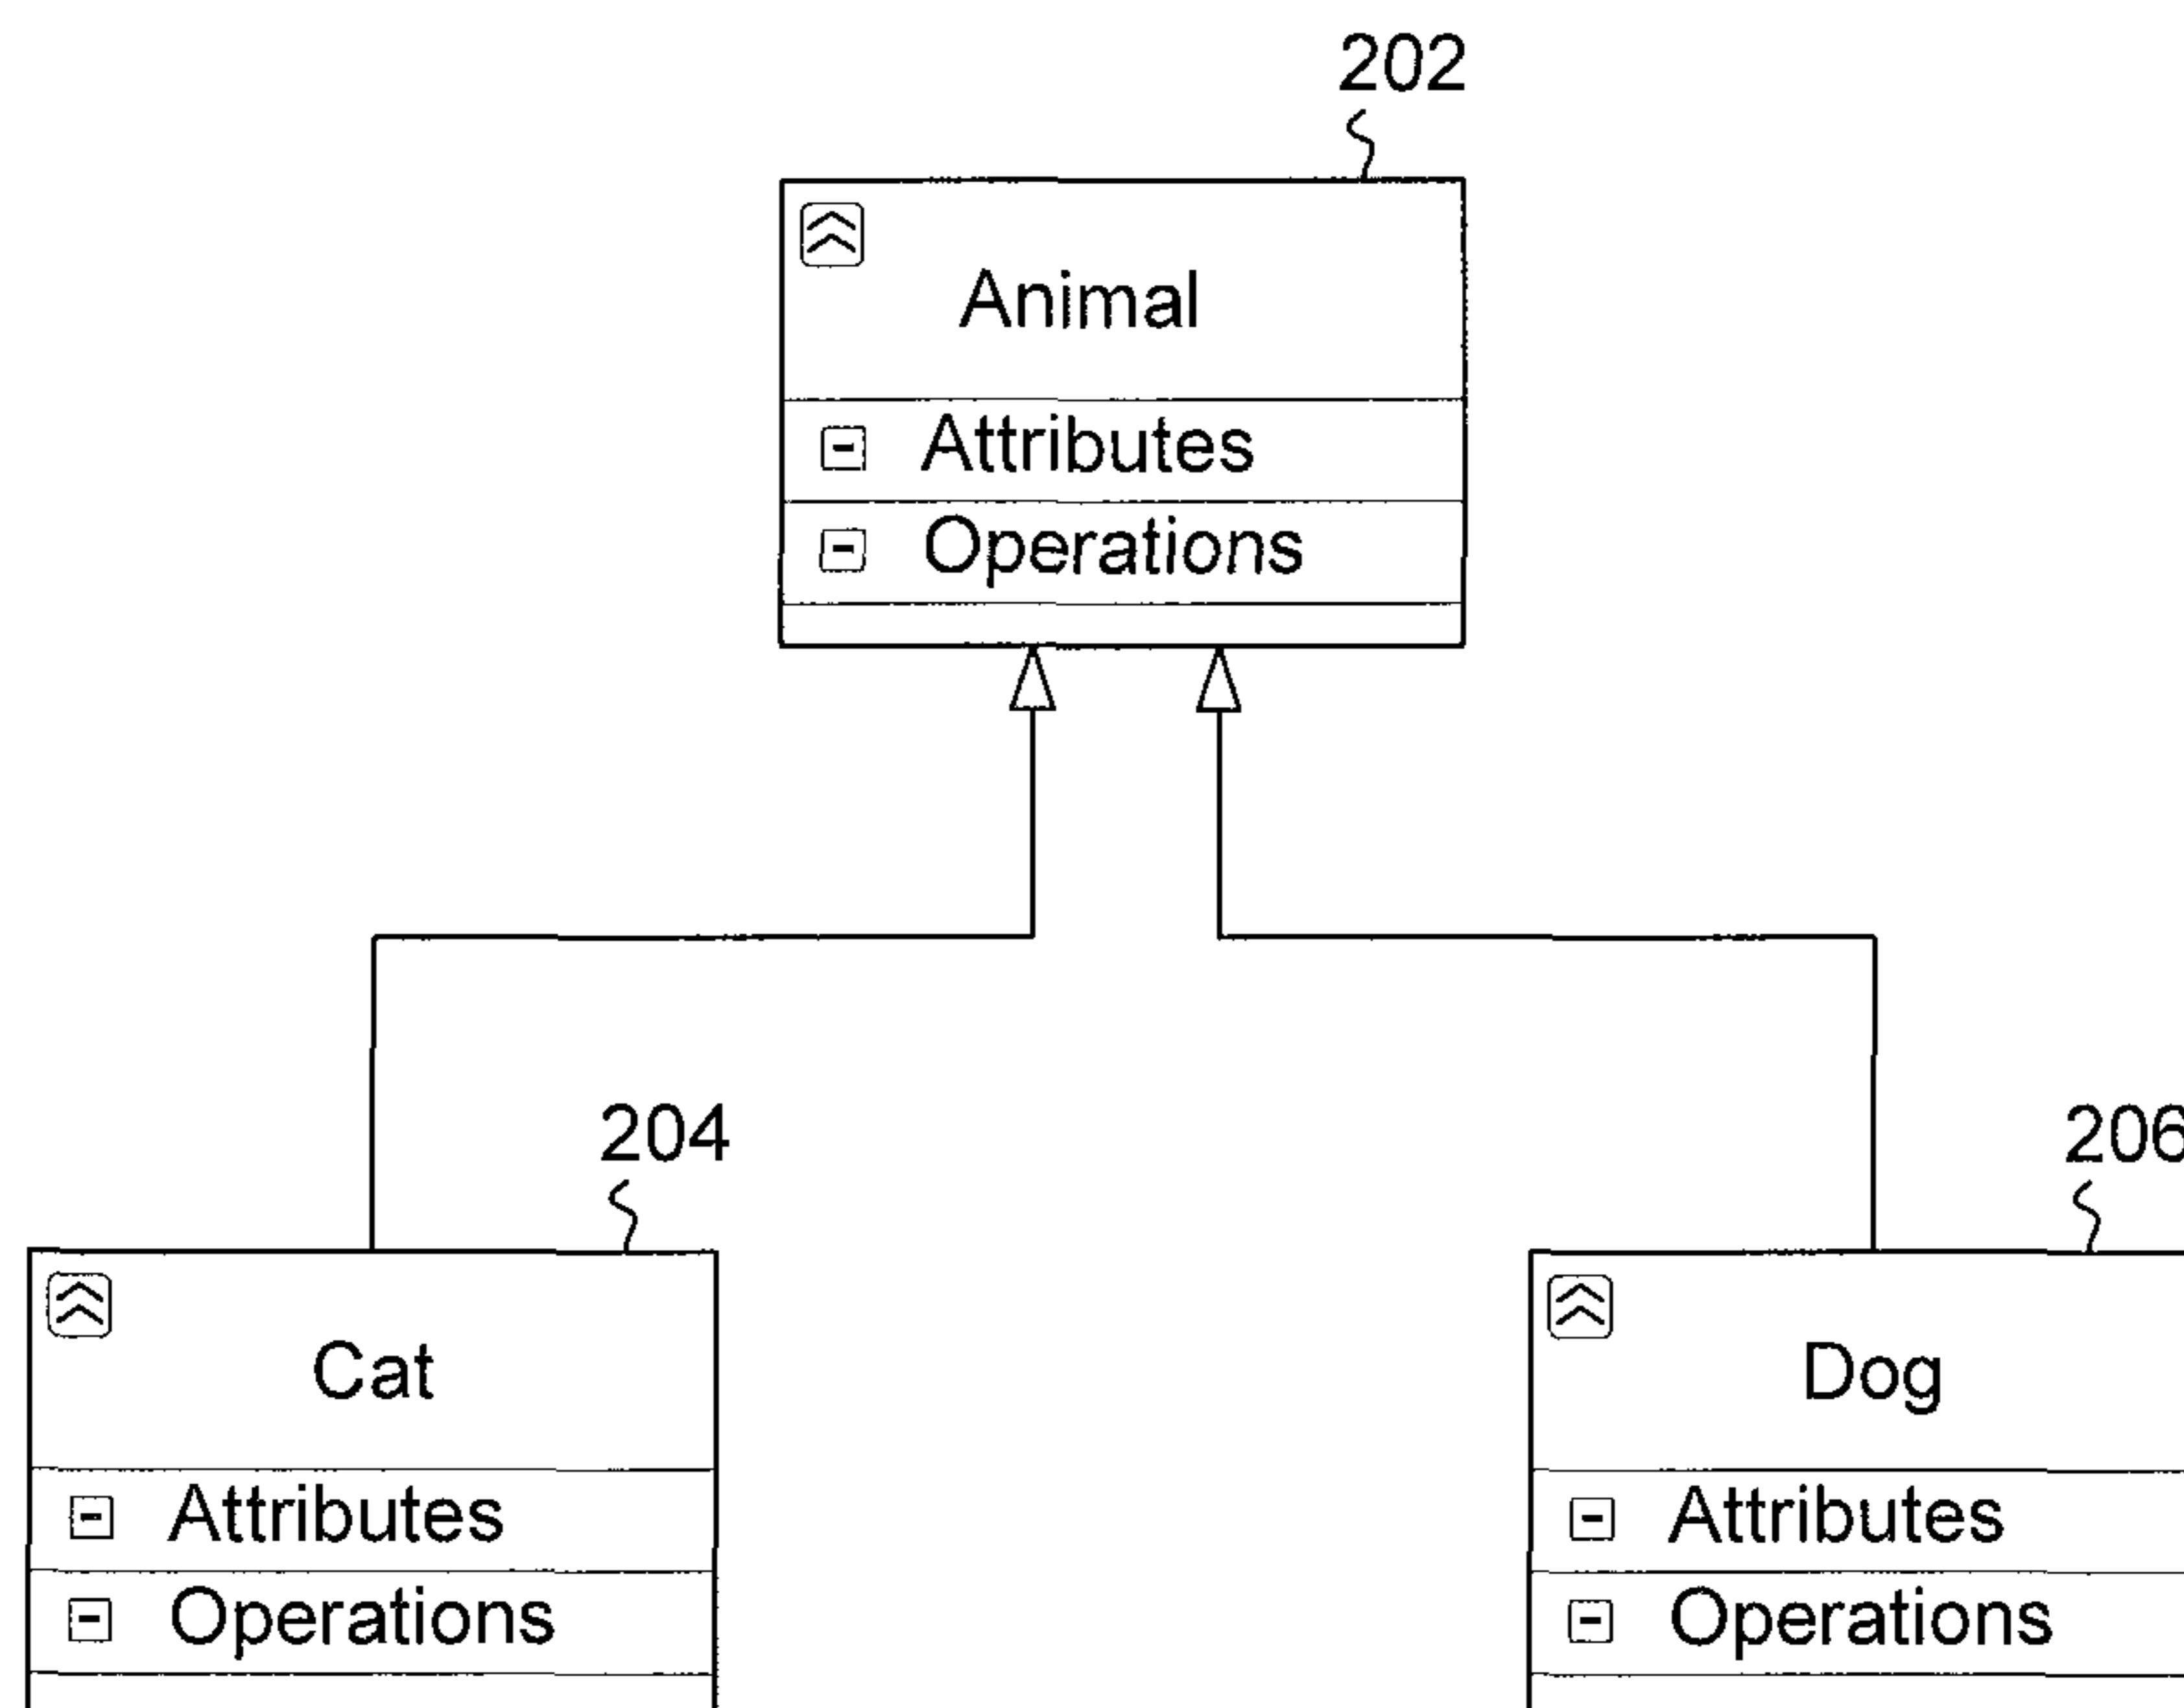 202
Animal
Attributes
Operations
204
206
Cat
Dog
Attributes
Attributes
Operations
Operations